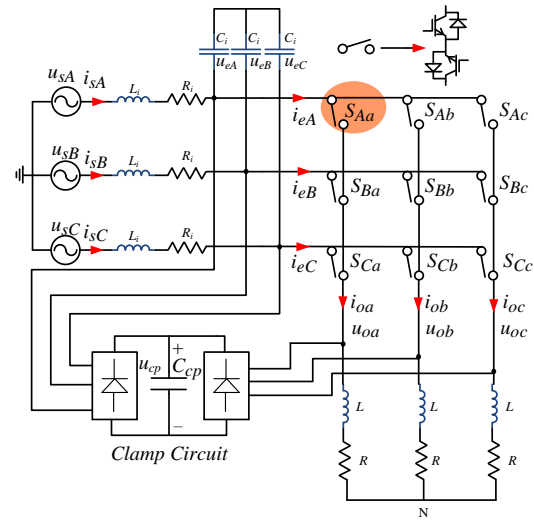 C_i C_i C_i
u_eA u_eB u_eC
u_sA i_sA L_i R_i i_eA S_Aa S_Ab S_Ac
u_sB i_sB L_i R_i i_eB S_Ba S_Bb S_Bc
u_sC i_sC L_i R_i i_eC S_Ca S_Cb S_Cc
i_oa i_ob i_oc
u_oa u_ob u_oc
u_cp + C_cp −
L L L
R R R
Clamp Circuit
N